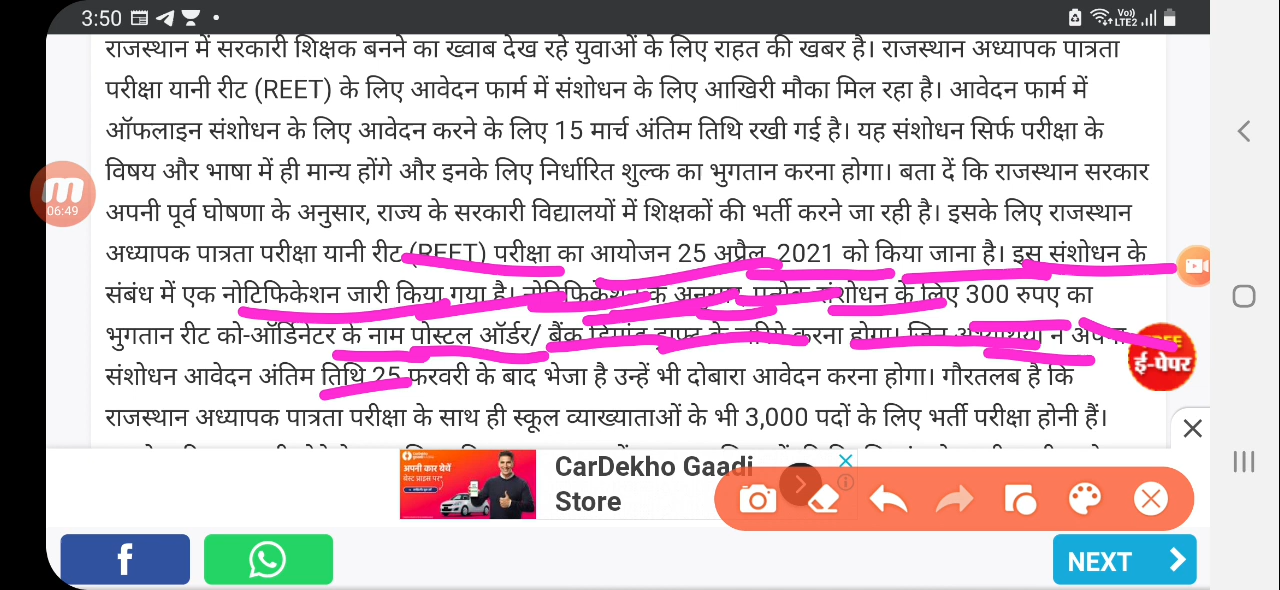 3:50
Vo)) LTE2
राजस्थान में सरकारी शिक्षक बनने का ख्वाब देख रहे युवाओं के लिए राहत की खबर है। राजस्थान अध्यापक पात्रता
परीक्षा यानी रीट (REET) के लिए आवेदन फार्म में संशोधन के लिए आखिरी मौका मिल रहा है। आवेदन फार्म में
ऑफलाइन संशोधन के लिए आवेदन करने के लिए 15 मार्च अंतिम तिथि रखी गई है। यह संशोधन सिर्फ परीक्षा के
विषय और भाषा में ही मान्य होंगे और इनके लिए निर्धारित शुल्क का भुगतान करना होगा। बता दें कि राजस्थान सरकार
06:49
अपनी पूर्व घोषणा के अनुसार, राज्य के सरकारी विद्यालयों में शिक्षकों की भर्ती करने जा रही है। इसके लिए राजस्थान
अध्यापक पात्रता परीक्षा यानी रीट (REET) परीक्षा का आयोजन 25 अप्रैल, 2021 को किया जाना है। इस संशोधन के
संबंध में एक नोटिफिकेशन जारी किया गया है। नोटिफिकेशन के अनुसार, प्रत्येक संशोधन के लिए 300 रुपए का
भुगतान रीट को-ऑर्डिनेटर के नाम पोस्टल ऑर्डर/ बैंक डिमांड ड्राफ्ट के जरिये करना होगा। जिन अभ्यर्थियों ने अपना
संशोधन आवेदन अंतिम तिथि 25 फरवरी के बाद भेजा है उन्हें भी दोबारा आवेदन करना होगा। गौरतलब है कि
ई-पेपर
राजस्थान अध्यापक पात्रता परीक्षा के साथ ही स्कूल व्याख्याताओं के भी 3,000 पदों के लिए भर्ती परीक्षा होनी हैं।
अपनी कार बेचें
बेस्ट प्राइस पर
CarDekho Gaadi
Store
NEXT